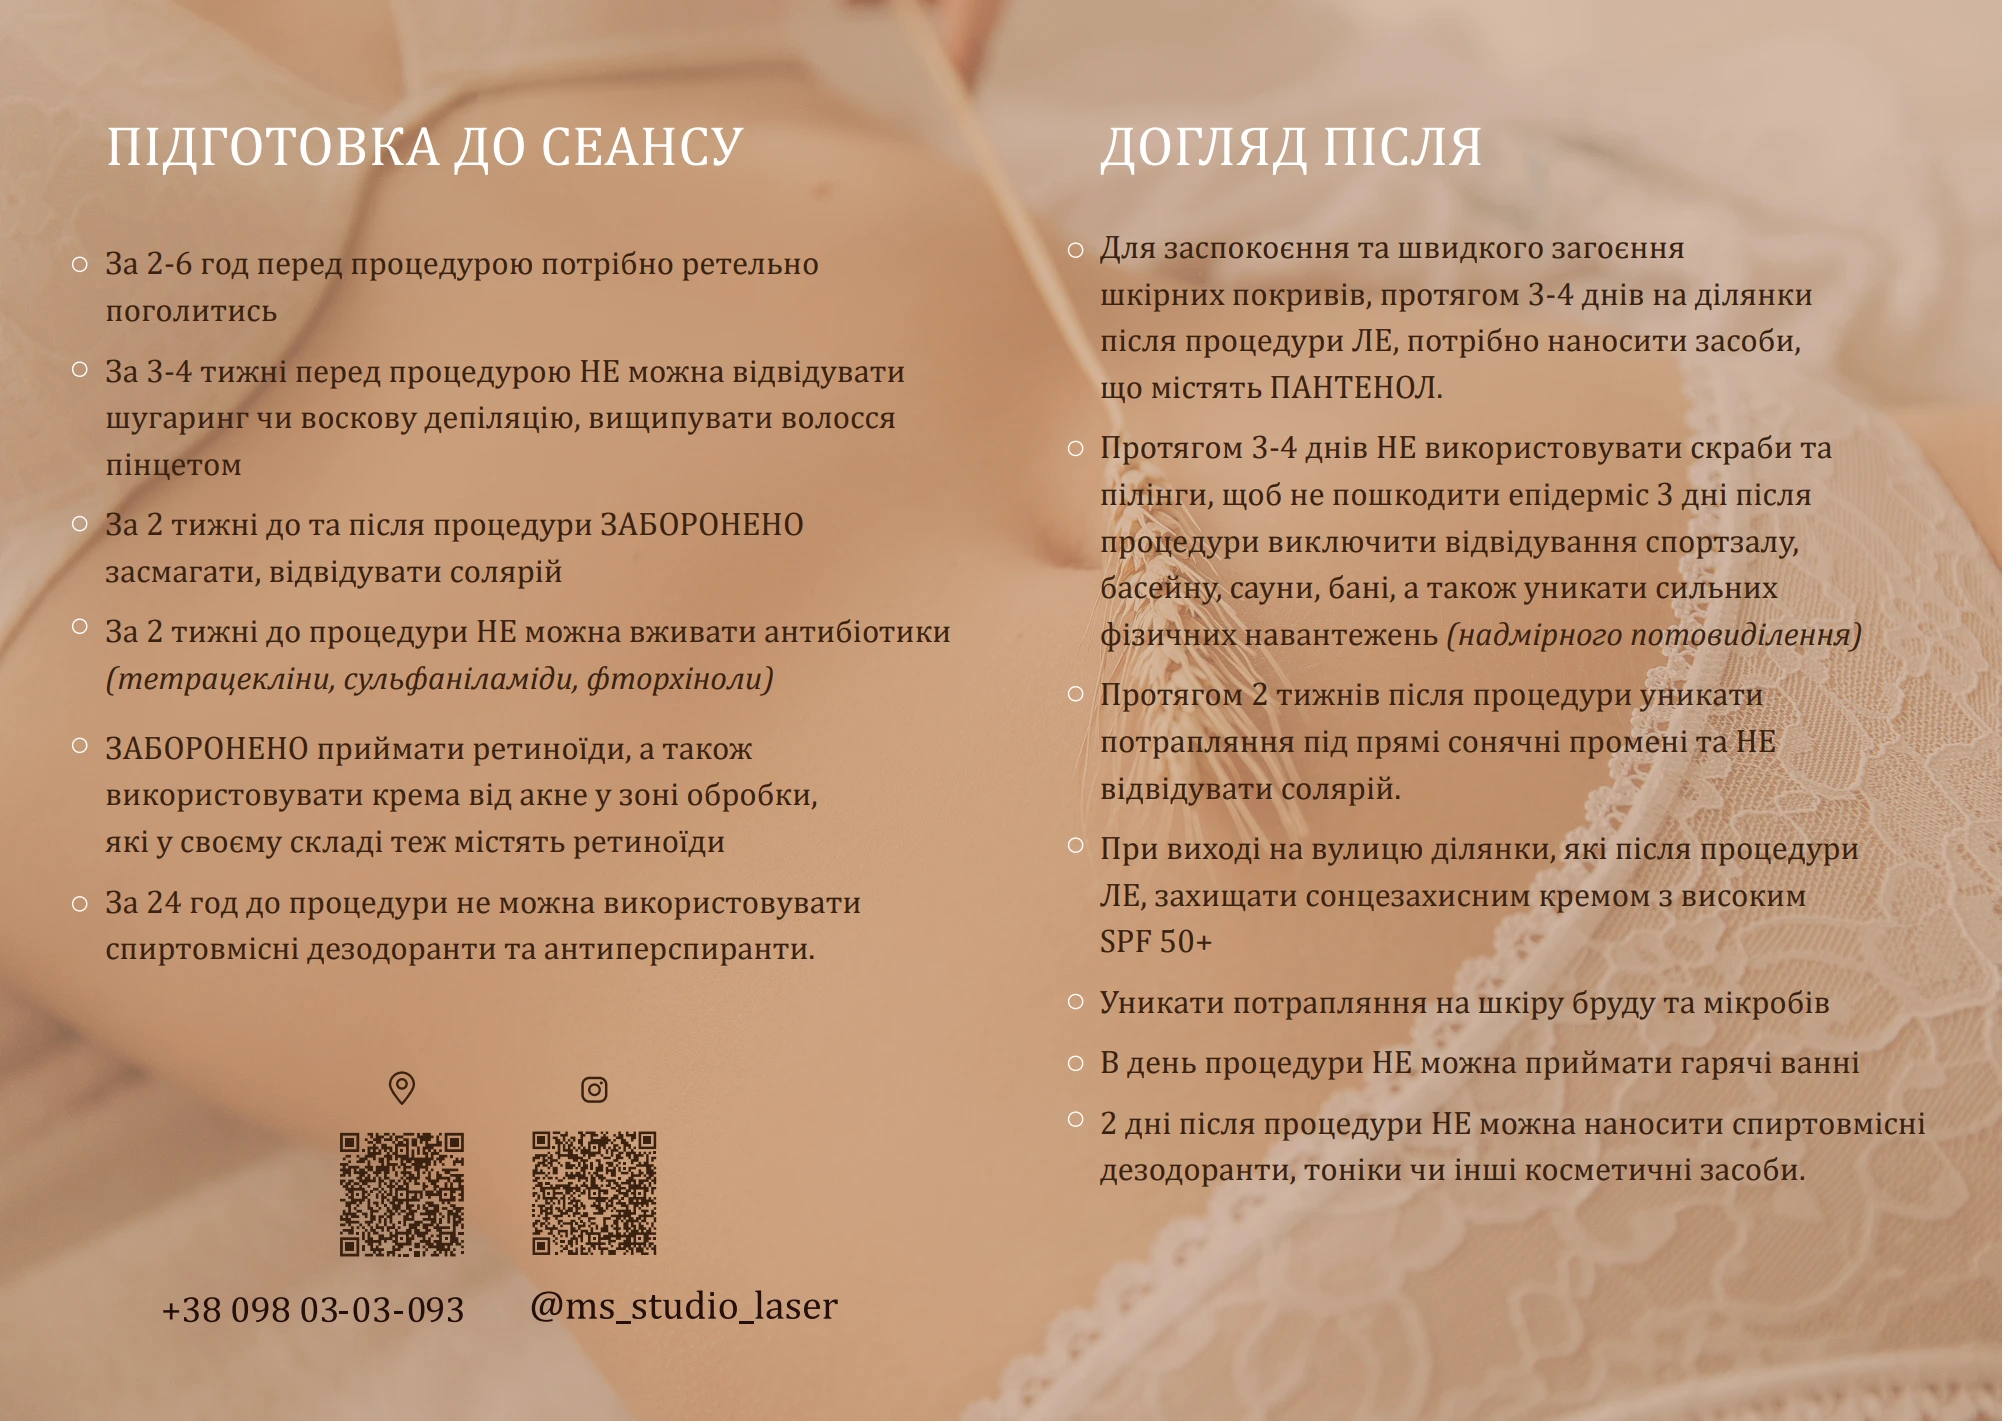 ПІДГОТОВКА ДО СЕАНСУ
За 2-6 год перед процедурою потрібно ретельно
поголитись
За 3-4 тижні перед процедурою НЕ можна відвідувати
шугаринг чи воскову депіляцію, вищипувати волосся
пінцетом
За 2 тижні до та після процедури ЗАБОРОНЕНО
засмагати, відвідувати солярій
За 2 тижні до процедури НЕ можна вживати антибіотики
(тетрацекліни, сульфаніламіди, фторхіноли)
ЗАБОРОНЕНО приймати ретиноїди, а також
використовувати крема від акне у зоні обробки,
які у своєму складі теж містять ретиноїди
За 24 год до процедури не можна використовувати
спиртовмісні дезодоранти та антиперспиранти.
+38 098 03-03-093
@ms_studio_laser
ДОГЛЯД ПІСЛЯ
Для заспокоєння та швидкого загоєння
шкірних покривів, протягом 3-4 днів на ділянки
після процедури ЛЕ, потрібно наносити засоби,
що містять ПАНТЕНОЛ.
Протягом 3-4 днів НЕ використовувати скраби та
пілінги, щоб не пошкодити епідерміс 3 дні після
процедури виключити відвідування спортзалу,
басейну, сауни, бані, а також уникати сильних
фізичних навантежень (надмірного потовиділення)
Протягом 2 тижнів після процедури уникати
потрапляння під прямі сонячні промені та НЕ
відвідувати солярій.
При виході на вулицю ділянки, які після процедури
ЛЕ, захищати сонцезахисним кремом з високим
SPF 50+
Уникати потрапляння на шкіру бруду та мікробів
В день процедури НЕ можна приймати гарячі ванні
2 дні після процедури НЕ можна наносити спиртовмісні
дезодоранти, тоніки чи інші косметичні засоби.